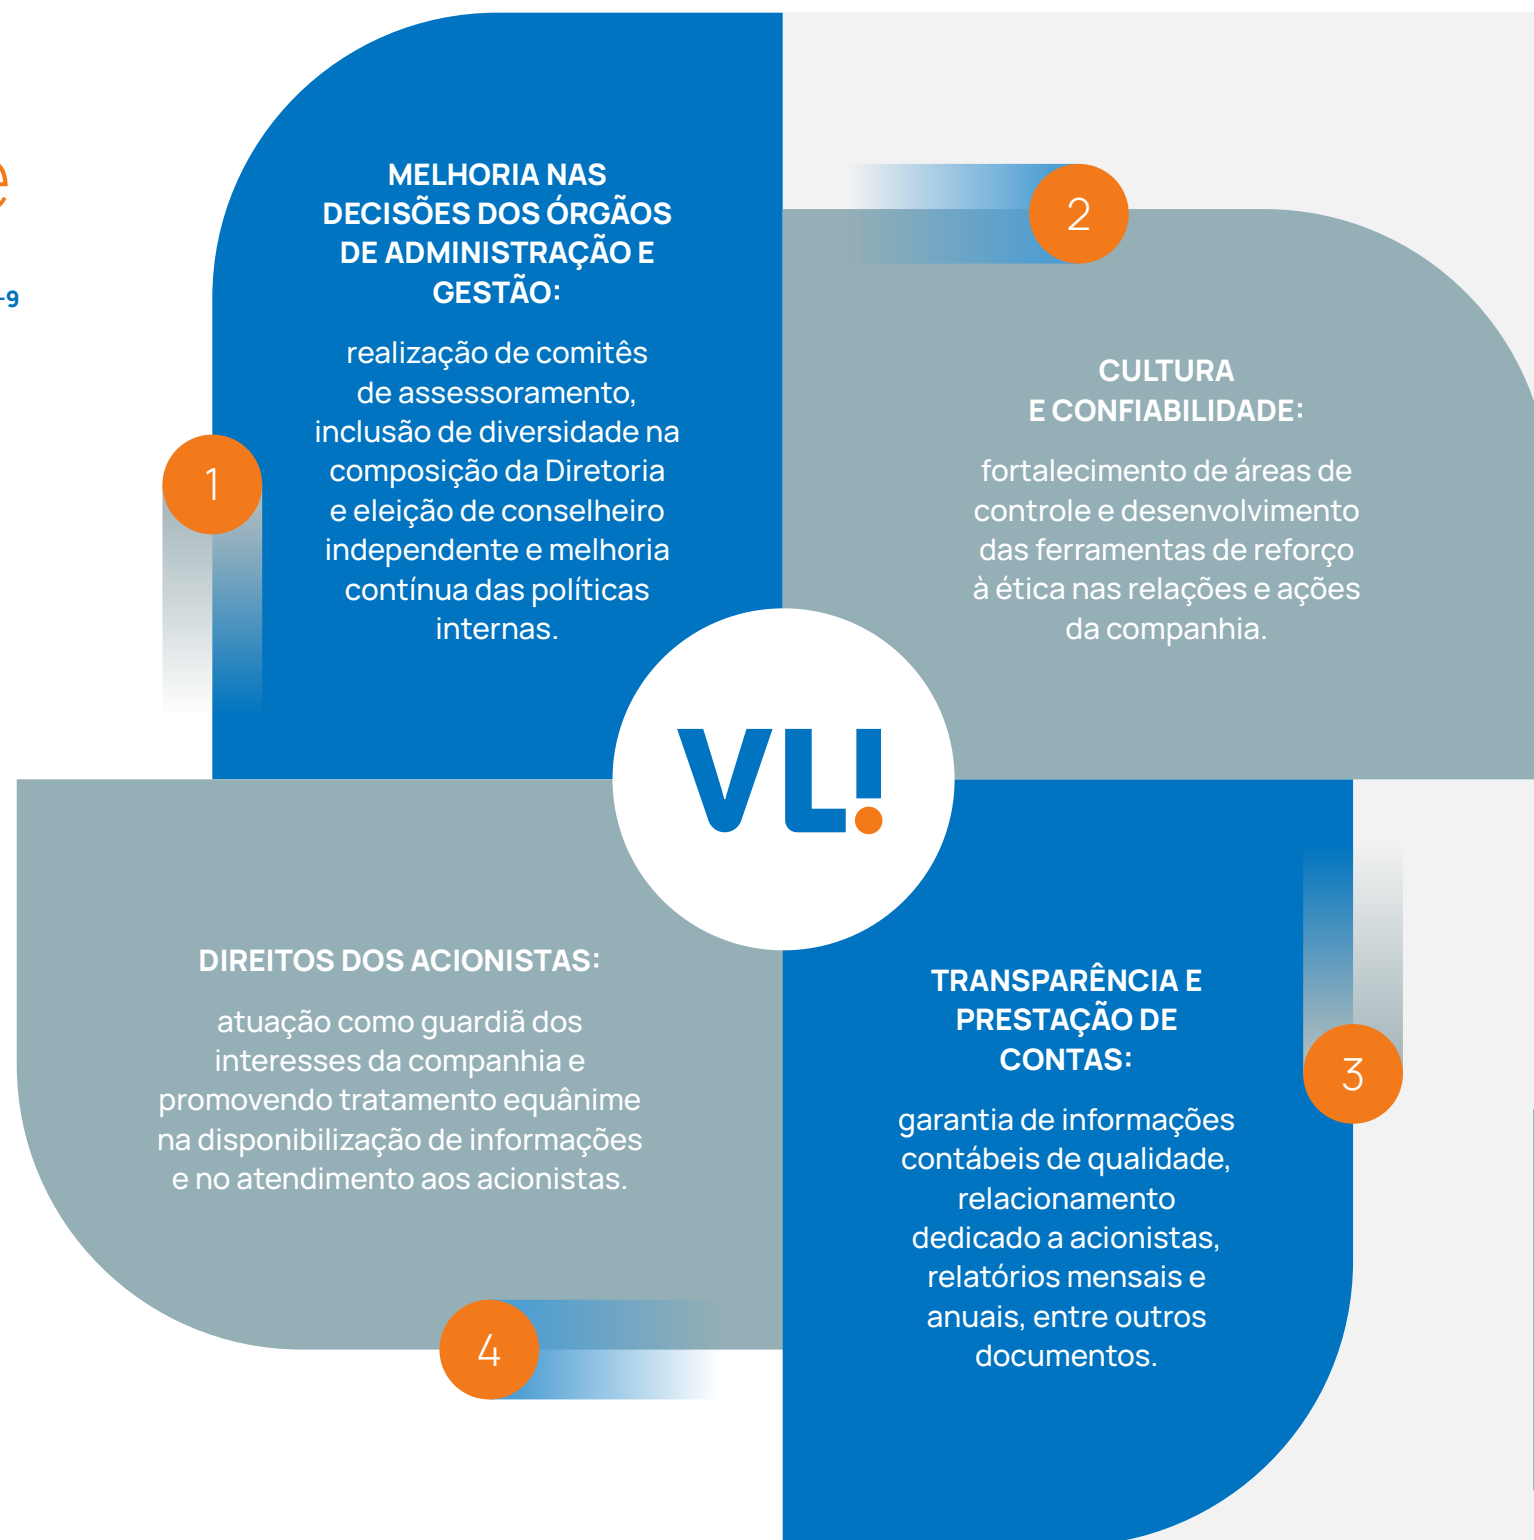 e
-9
1
MELHORIA NAS
DECISÕES DOS ÓRGÃOS
DE ADMINISTRAÇÃO E
GESTÃO:
realização de comitês
de assessoramento,
inclusão de diversidade na
composição da Diretoria
e eleição de conselheiro
independente e melhoria
contínua das políticas
internas.
2
CULTURA
E CONFIABILIDADE:
fortalecimento de áreas de
controle e desenvolvimento
das ferramentas de reforço
à ética nas relações e ações
da companhia.
VL!
3
TRANSPARÊNCIA E
PRESTAÇÃO DE
CONTAS:
garantia de informações
contábeis de qualidade,
relacionamento
dedicado a acionistas,
relatórios mensais e
anuais, entre outros
documentos.
4
DIREITOS DOS ACIONISTAS:
atuação como guardiã dos
interesses da companhia e
promovendo tratamento equânime
na disponibilização de informações
e no atendimento aos acionistas.